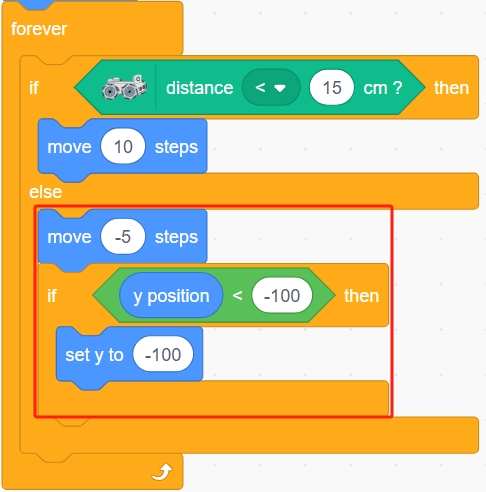 forever
if distance < 15 cm ? then
move 10 steps
else
move -5 steps
if y position < -100 then
set y to -100